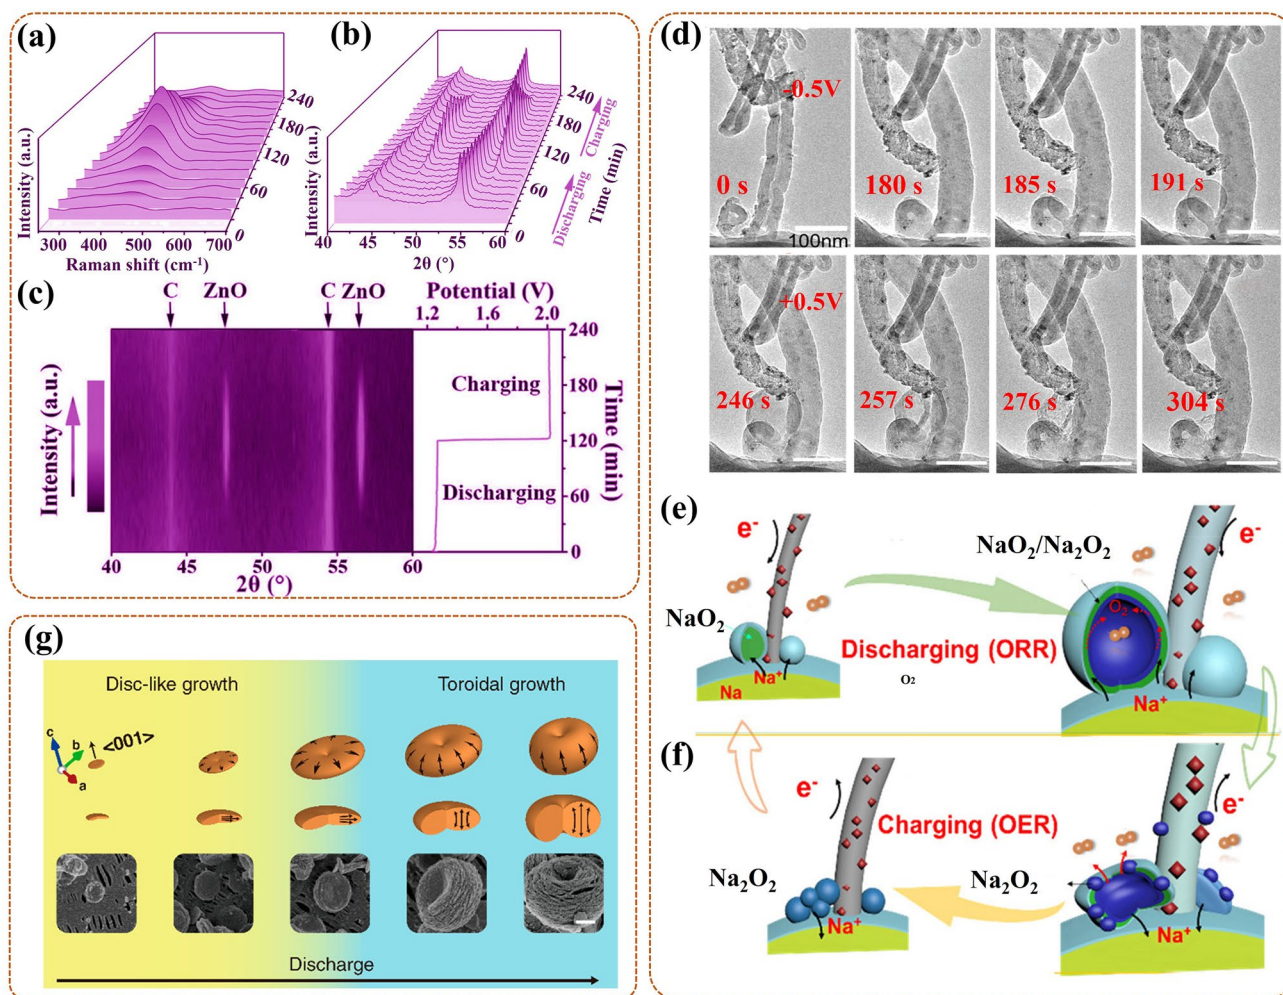 (a)
Intensity (a.u.)
300 400 500 600 700
Raman shift (cm⁻¹)
0 60 120 180 240
(b)
Intensity (a.u.)
40 45 50 55 60
2θ (°)
0 60 120 180 240
Time (min)
Discharging
Charging
(c)
C ZnO C ZnO
Intensity (a.u.)
40 45 50 55 60
2θ (°)
Potential (V)
1.2 1.6 2.0
Charging
Discharging
240
180
120
60
0
Time (min)
(d)
-0.5V
0 s
100nm
180 s
185 s
191 s
+0.5V
246 s
257 s
276 s
304 s
(e)
e⁻
NaO₂
Na
Na⁺
Discharging (ORR)
O₂
NaO₂/Na₂O₂
O₂
e⁻
Na⁺
(f)
e⁻
Charging (OER)
Na₂O₂
Na⁺
Na₂O₂
e⁻
Na⁺
(g)
Disc-like growth
Toroidal growth
c
b
a
<001>
Discharge